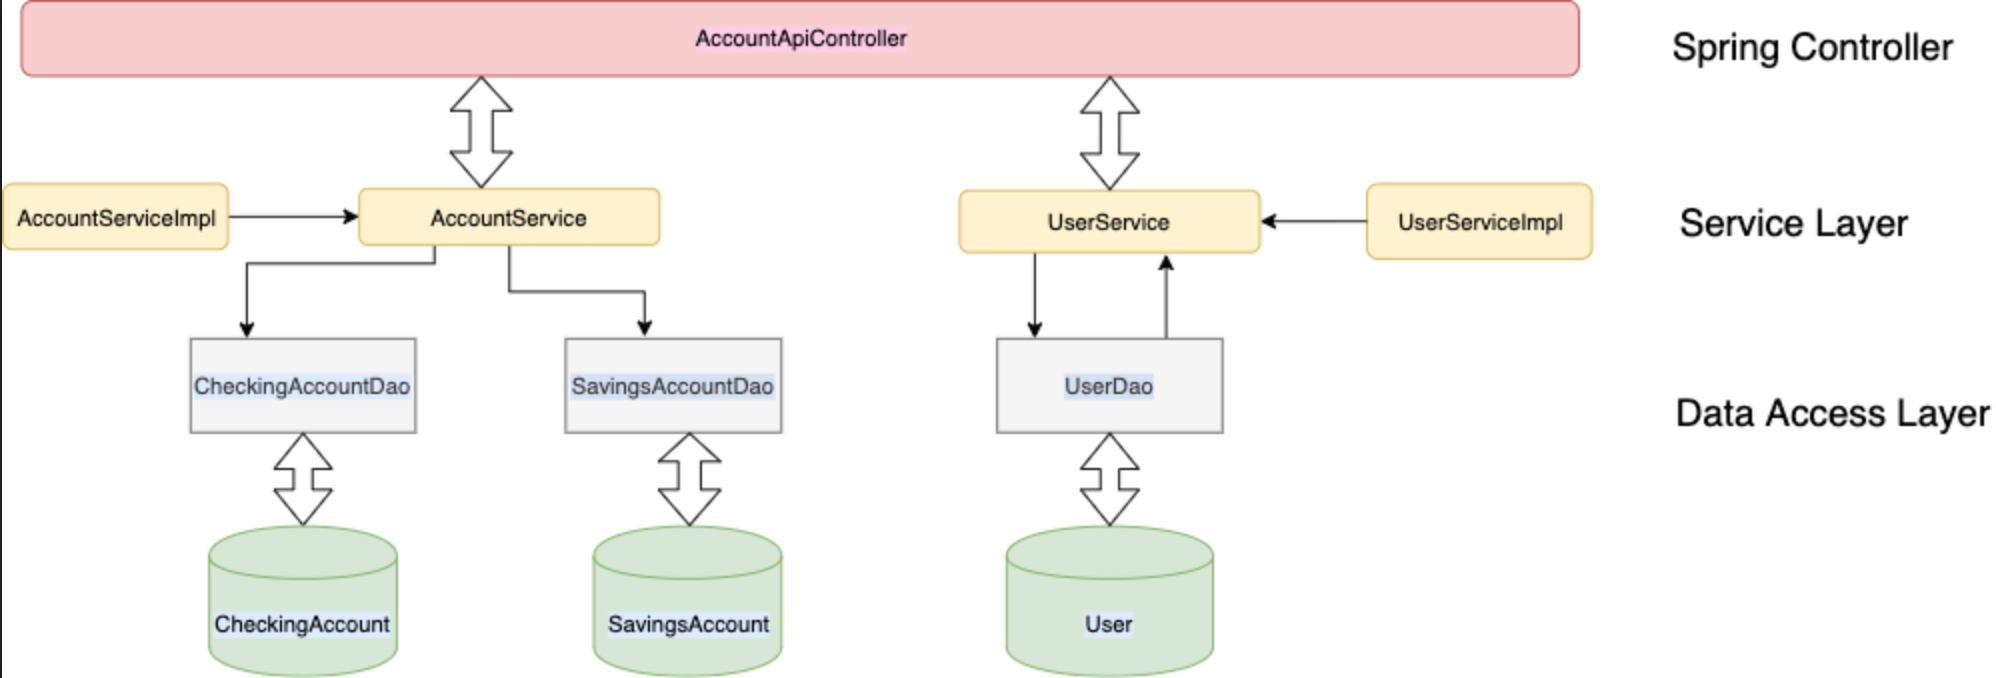 AccountApiController
Spring Controller
AccountServiceImpl
AccountService
UserService
UserServiceImpl
Service Layer
CheckingAccountDao
SavingsAccountDao
UserDao
Data Access Layer
CheckingAccount
SavingsAccount
User